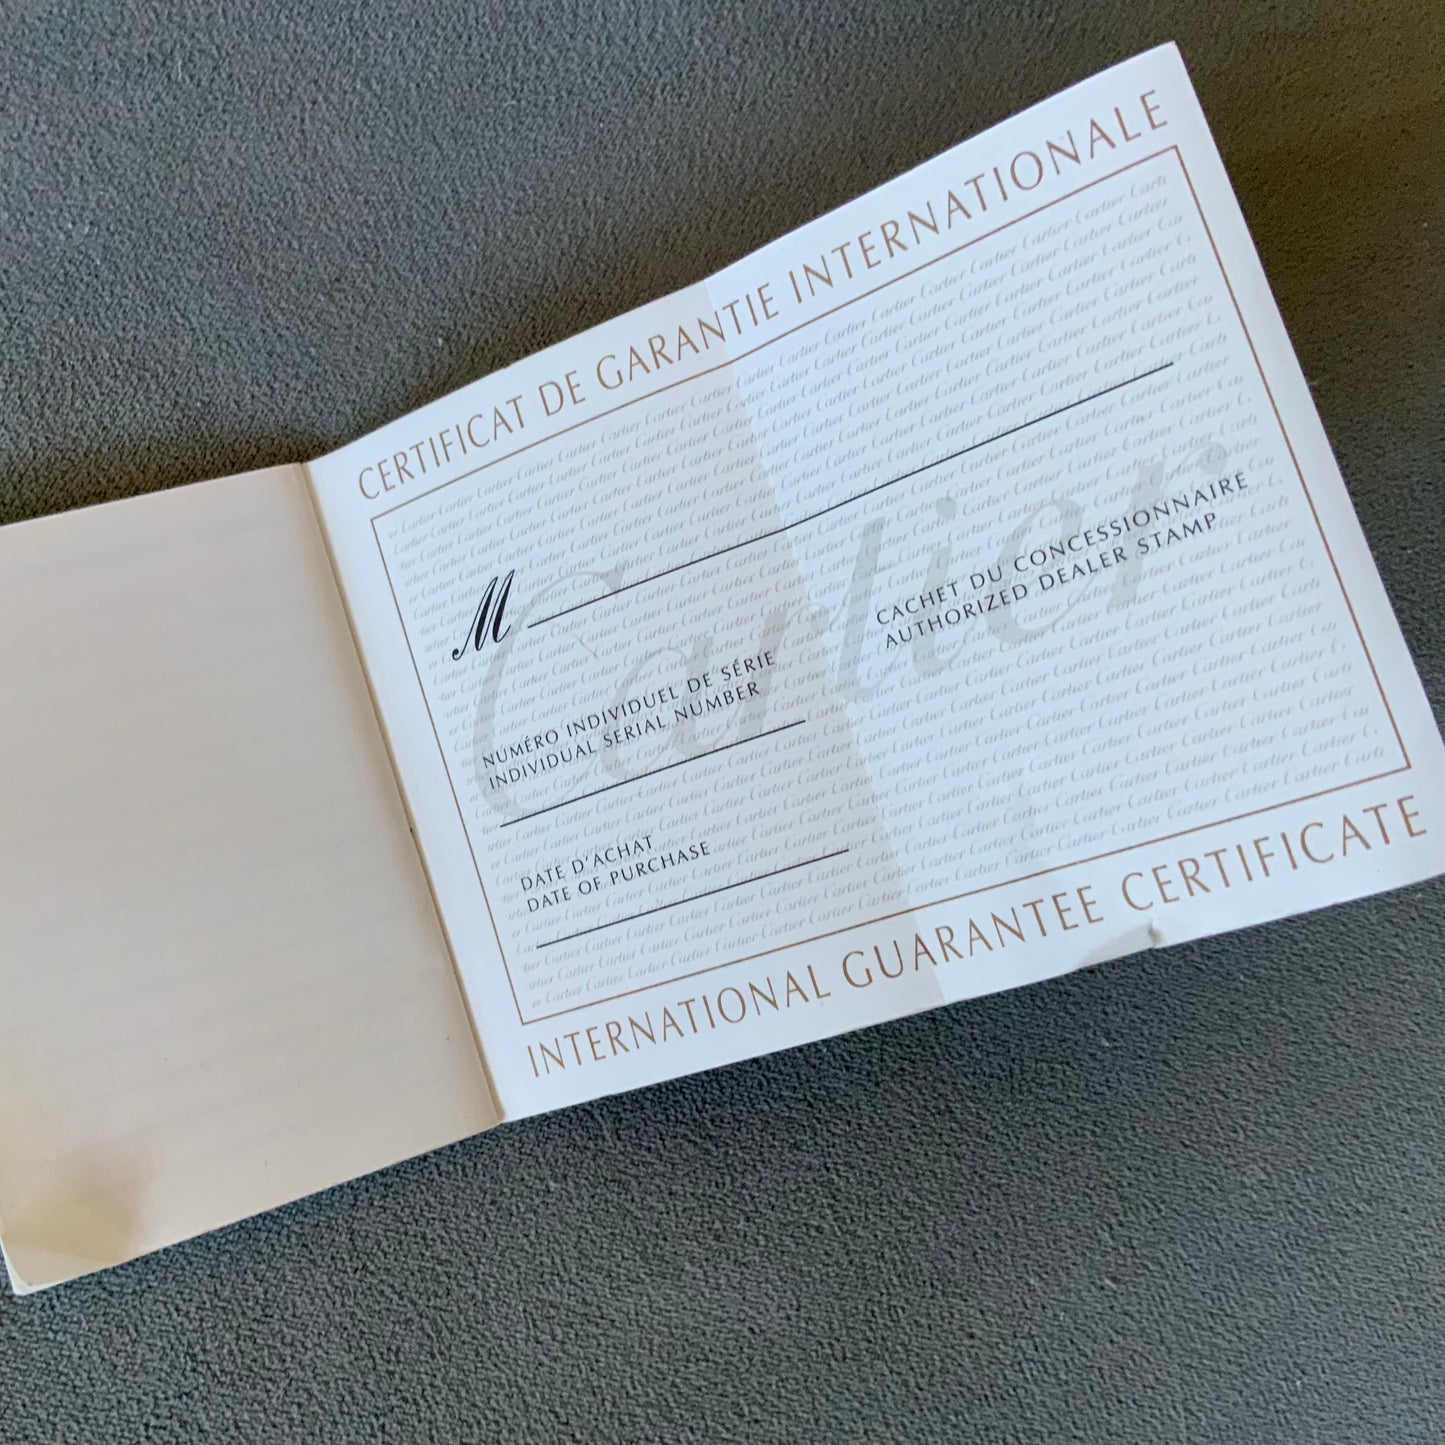 CERTIFICAT DE GARANTIE INTERNATIONALE
M
Cartier
CACHET DU CONCESSIONNAIRE
AUTHORIZED DEALER STAMP
NUMÉRO INDIVIDUEL DE SÉRIE
INDIVIDUAL SERIAL NUMBER
DATE D'ACHAT
DATE OF PURCHASE
INTERNATIONAL GUARANTEE CERTIFICATE